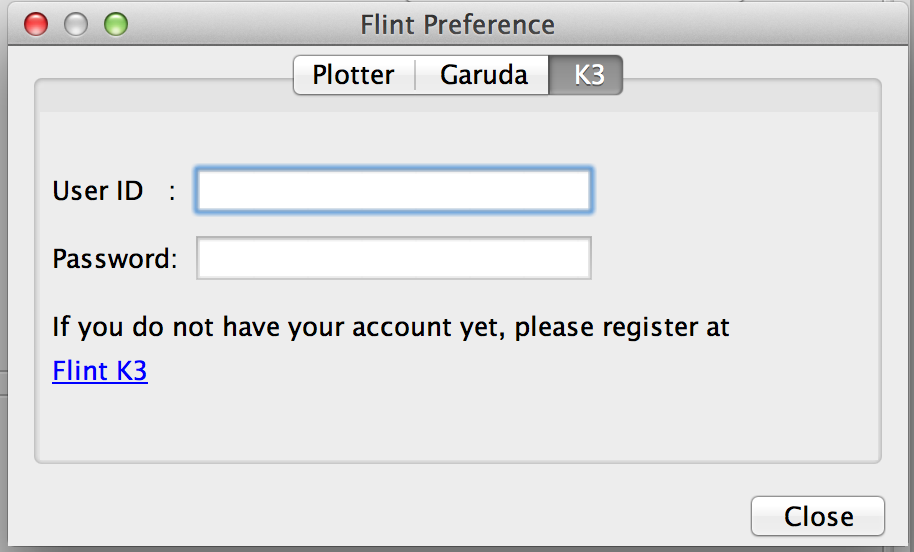 Flint Preference
Plotter Garuda K3
User ID :
Password:
If you do not have your account yet, please register at
Flint K3
Close